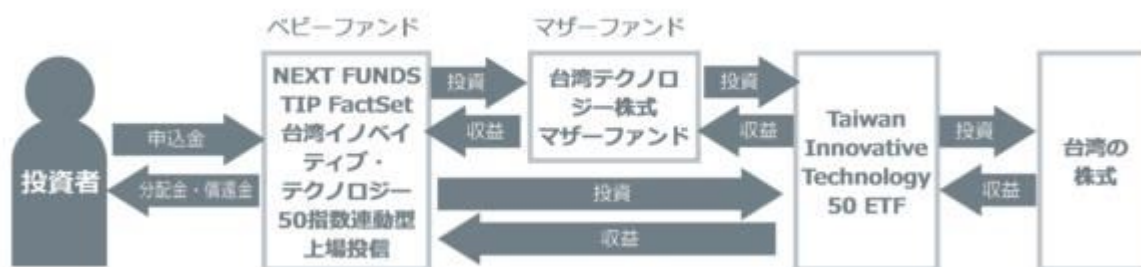 ベビーファンド
マザーファンド
投資者
申込金
分配金・償還金
NEXT FUNDS
TIP FactSet
台湾イノベイ
ティブ・
テクノロジー
50指数連動型
上場投信
投資
収益
台湾テクノロ
ジー株式
マザーファンド
投資
収益
投資
収益
Taiwan
Innovative
Technology
50 ETF
投資
収益
台湾の
株式